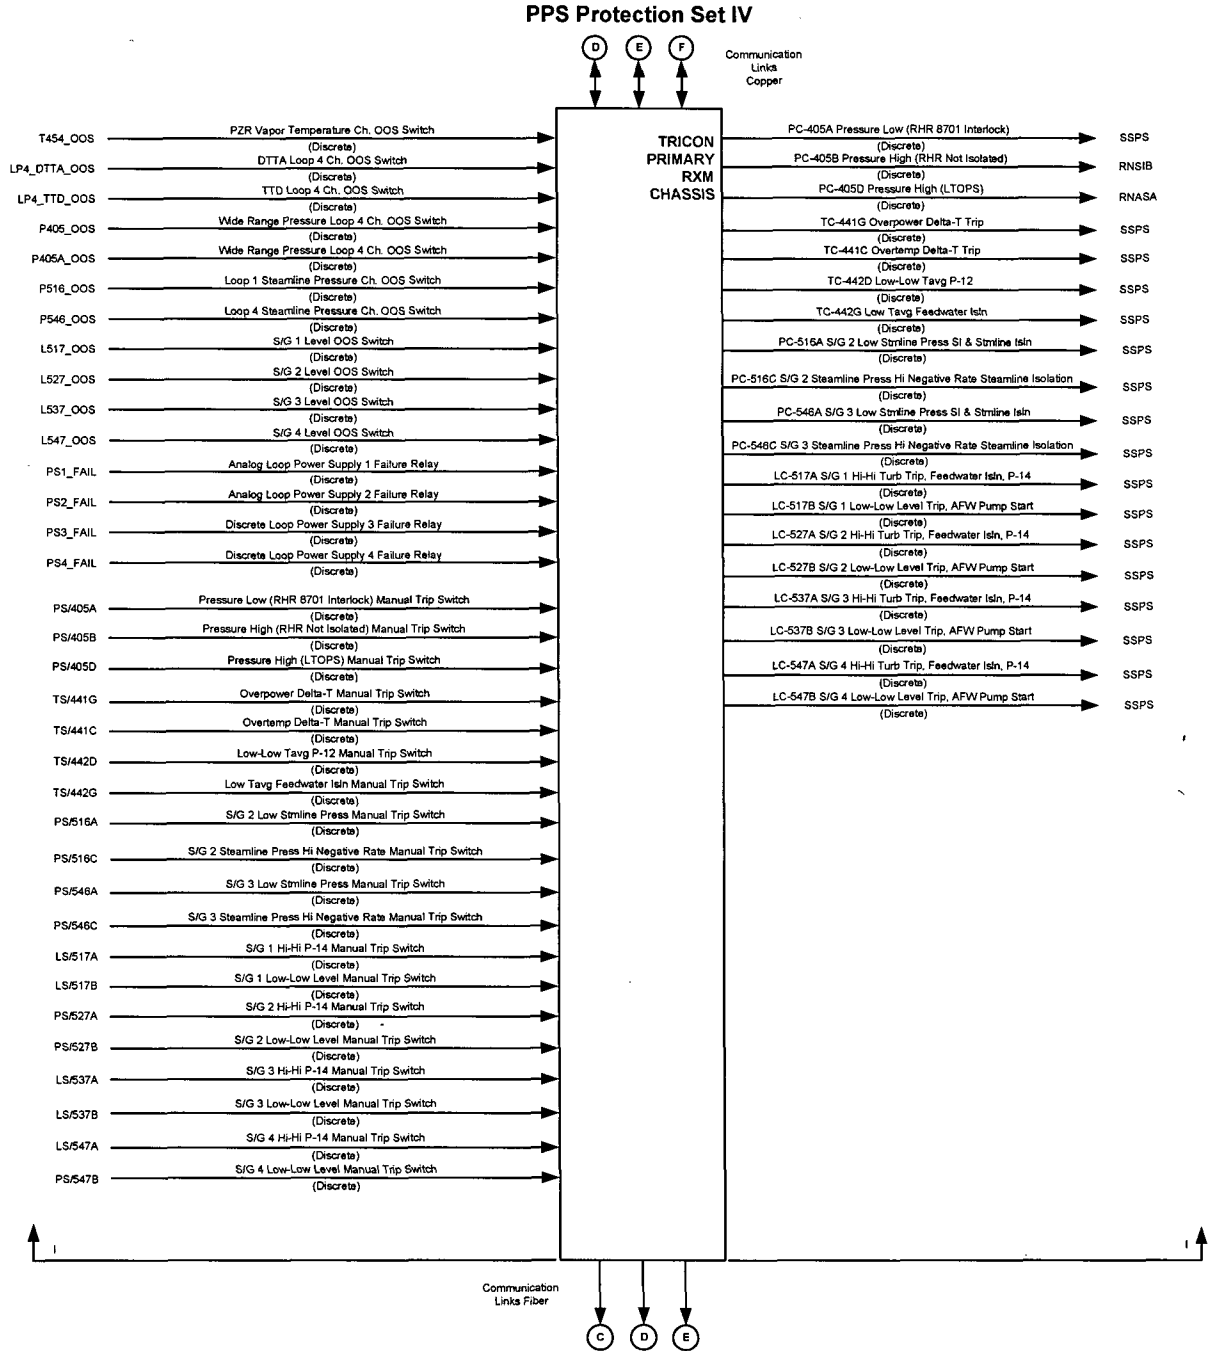 PPS Protection Set IV
D E F
Communication
Links
Copper
TRICON
PRIMARY
RXM
CHASSIS
T454_OOS PZR Vapor Temperature Ch. OOS Switch
(Discrete)
LP4_DTTA_OOS DTTA Loop 4 Ch. OOS Switch
(Discrete)
LP4_TTD_OOS TTD Loop 4 Ch. OOS Switch
(Discrete)
P405_OOS Wide Range Pressure Loop 4 Ch. OOS Switch
(Discrete)
P405A_OOS Wide Range Pressure Loop 4 Ch. OOS Switch
(Discrete)
P516_OOS Loop 1 Steamline Pressure Ch. OOS Switch
(Discrete)
P546_OOS Loop 4 Steamline Pressure Ch. OOS Switch
(Discrete)
L517_OOS S/G 1 Level OOS Switch
(Discrete)
L527_OOS S/G 2 Level OOS Switch
(Discrete)
L537_OOS S/G 3 Level OOS Switch
(Discrete)
L547_OOS S/G 4 Level OOS Switch
(Discrete)
PS1_FAIL Analog Loop Power Supply 1 Failure Relay
(Discrete)
PS2_FAIL Analog Loop Power Supply 2 Failure Relay
(Discrete)
PS3_FAIL Discrete Loop Power Supply 3 Failure Relay
(Discrete)
PS4_FAIL Discrete Loop Power Supply 4 Failure Relay
(Discrete)
PS/405A Pressure Low (RHR 8701 Interlock) Manual Trip Switch
(Discrete)
PS/405B Pressure High (RHR Not Isolated) Manual Trip Switch
(Discrete)
PS/405D Pressure High (LTOPS) Manual Trip Switch
(Discrete)
TS/441G Overpower Delta-T Manual Trip Switch
(Discrete)
TS/441C Overtemp Delta-T Manual Trip Switch
(Discrete)
TS/442D Low-Low Tavg P-12 Manual Trip Switch
(Discrete)
TS/442G Low Tavg Feedwater Isln Manual Trip Switch
(Discrete)
PS/516A S/G 2 Low Stmline Press Manual Trip Switch
(Discrete)
PS/516C S/G 2 Steamline Press Hi Negative Rate Manual Trip Switch
(Discrete)
PS/546A S/G 3 Low Stmline Press Manual Trip Switch
(Discrete)
PS/546C S/G 3 Steamline Press Hi Negative Rate Manual Trip Switch
(Discrete)
LS/517A S/G 1 Hi-Hi P-14 Manual Trip Switch
(Discrete)
LS/517B S/G 1 Low-Low Level Manual Trip Switch
(Discrete)
PS/527A S/G 2 Hi-Hi P-14 Manual Trip Switch
(Discrete)
PS/527B S/G 2 Low-Low Level Manual Trip Switch
(Discrete)
LS/537A S/G 3 Hi-Hi P-14 Manual Trip Switch
(Discrete)
LS/537B S/G 3 Low-Low Level Manual Trip Switch
(Discrete)
LS/547A S/G 4 Hi-Hi P-14 Manual Trip Switch
(Discrete)
PS/547B S/G 4 Low-Low Level Manual Trip Switch
(Discrete)
PC-405A Pressure Low (RHR 8701 Interlock) SSPS
(Discrete)
PC-405B Pressure High (RHR Not Isolated) RNSIB
(Discrete)
PC-405D Pressure High (LTOPS) RNASA
(Discrete)
TC-441G Overpower Delta-T Trip SSPS
(Discrete)
TC-441C Overtemp Delta-T Trip SSPS
(Discrete)
TC-442D Low-Low Tavg P-12 SSPS
(Discrete)
TC-442G Low Tavg Feedwater Isln SSPS
(Discrete)
PC-516A S/G 2 Low Stmline Press SI & Stmline Isln SSPS
(Discrete)
PC-516C S/G 2 Steamline Press Hi Negative Rate Steamline Isolation SSPS
(Discrete)
PC-546A S/G 3 Low Stmline Press SI & Stmline Isln SSPS
(Discrete)
PC-546C S/G 3 Steamline Press Hi Negative Rate Steamline Isolation SSPS
(Discrete)
LC-517A S/G 1 Hi-Hi Turb Trip, Feedwater Isln, P-14 SSPS
(Discrete)
LC-517B S/G 1 Low-Low Level Trip, AFW Pump Start SSPS
(Discrete)
LC-527A S/G 2 Hi-Hi Turb Trip, Feedwater Isln, P-14 SSPS
(Discrete)
LC-527B S/G 2 Low-Low Level Trip, AFW Pump Start SSPS
(Discrete)
LC-537A S/G 3 Hi-Hi Turb Trip, Feedwater Isln, P-14 SSPS
(Discrete)
LC-537B S/G 3 Low-Low Level Trip, AFW Pump Start SSPS
(Discrete)
LC-547A S/G 4 Hi-Hi Turb Trip, Feedwater Isln, P-14 SSPS
(Discrete)
LC-547B S/G 4 Low-Low Level Trip, AFW Pump Start SSPS
(Discrete)
I I
Communication
Links Fiber
C D E